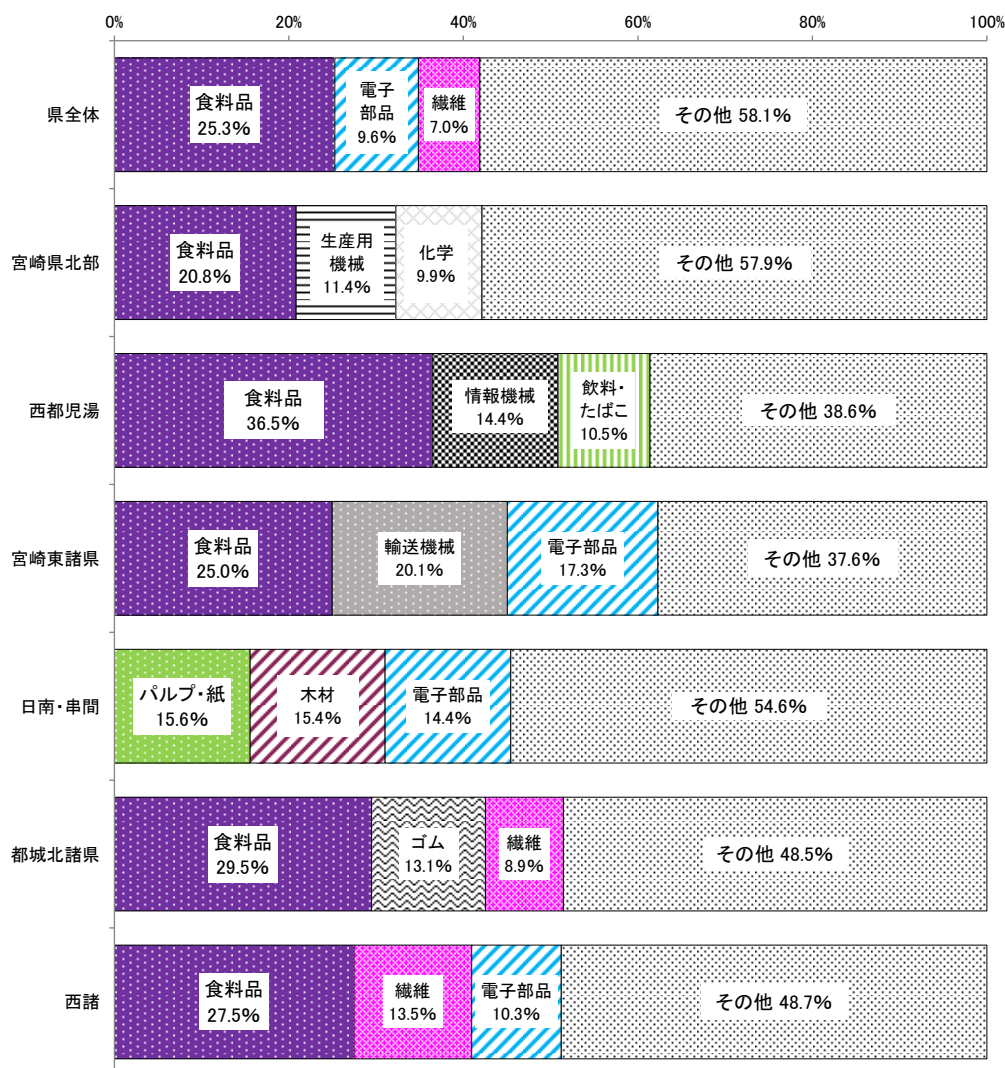 0%
20%
40%
60%
80%
100%
県全体
食料品
25.3%
電子
部品
9.6%
繊維
7.0%
その他 58.1%
宮崎県北部
食料品
20.8%
生産用
機械
11.4%
化学
9.9%
その他 57.9%
西都児湯
食料品
36.5%
情報機械
14.4%
飲料・
たばこ
10.5%
その他 38.6%
宮崎東諸県
食料品
25.0%
輸送機械
20.1%
電子部品
17.3%
その他 37.6%
日南・串間
パルプ・紙
15.6%
木材
15.4%
電子部品
14.4%
その他 54.6%
都城北諸県
食料品
29.5%
ゴム
13.1%
繊維
8.9%
その他 48.5%
西諸
食料品
27.5%
繊維
13.5%
電子部品
10.3%
その他 48.7%